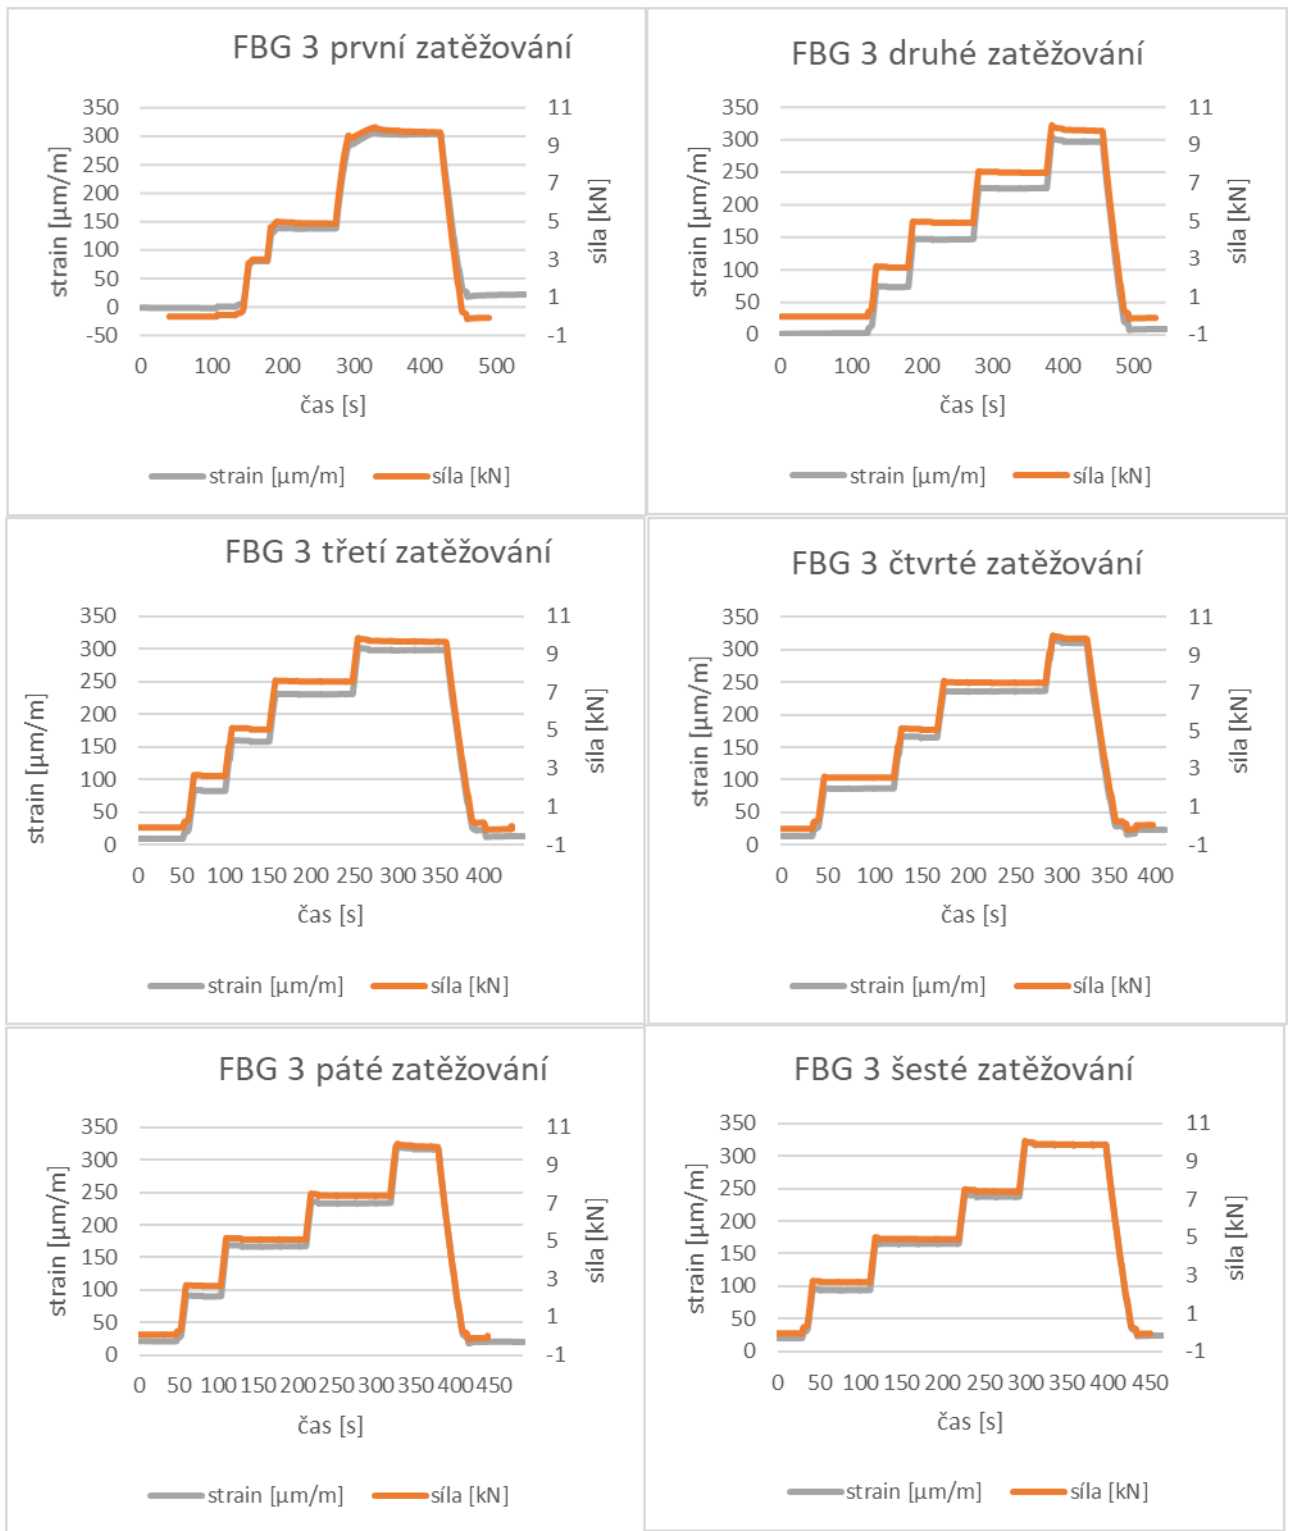 FBG 3 první zatěžování
350
300
250
200
150
100
50
0
-50
strain [μm/m]
11
9
7
5
3
1
-1
síla [kN]
0 100 200 300 400 500
čas [s]
strain [μm/m] síla [kN]
FBG 3 druhé zatěžování
350
300
250
200
150
100
50
0
strain [μm/m]
11
9
7
5
3
1
-1
síla [kN]
0 100 200 300 400 500
čas [s]
strain [μm/m] síla [kN]
FBG 3 třetí zatěžování
350
300
250
200
150
100
50
0
strain [μm/m]
11
9
7
5
3
1
-1
síla [kN]
0 50 100 150 200 250 300 350 400
čas [s]
strain [μm/m] síla [kN]
FBG 3 čtvrté zatěžování
350
300
250
200
150
100
50
0
strain [μm/m]
11
9
7
5
3
1
-1
síla [kN]
0 50 100 150 200 250 300 350 400
čas [s]
strain [μm/m] síla [kN]
FBG 3 páté zatěžování
350
300
250
200
150
100
50
0
strain [μm/m]
11
9
7
5
3
1
-1
síla [kN]
0 50 100 150 200 250 300 350 400 450
čas [s]
strain [μm/m] síla [kN]
FBG 3 šesté zatěžování
350
300
250
200
150
100
50
0
strain [μm/m]
11
9
7
5
3
1
-1
síla [kN]
0 50 100 150 200 250 300 350 400 450
čas [s]
strain [μm/m] síla [kN]